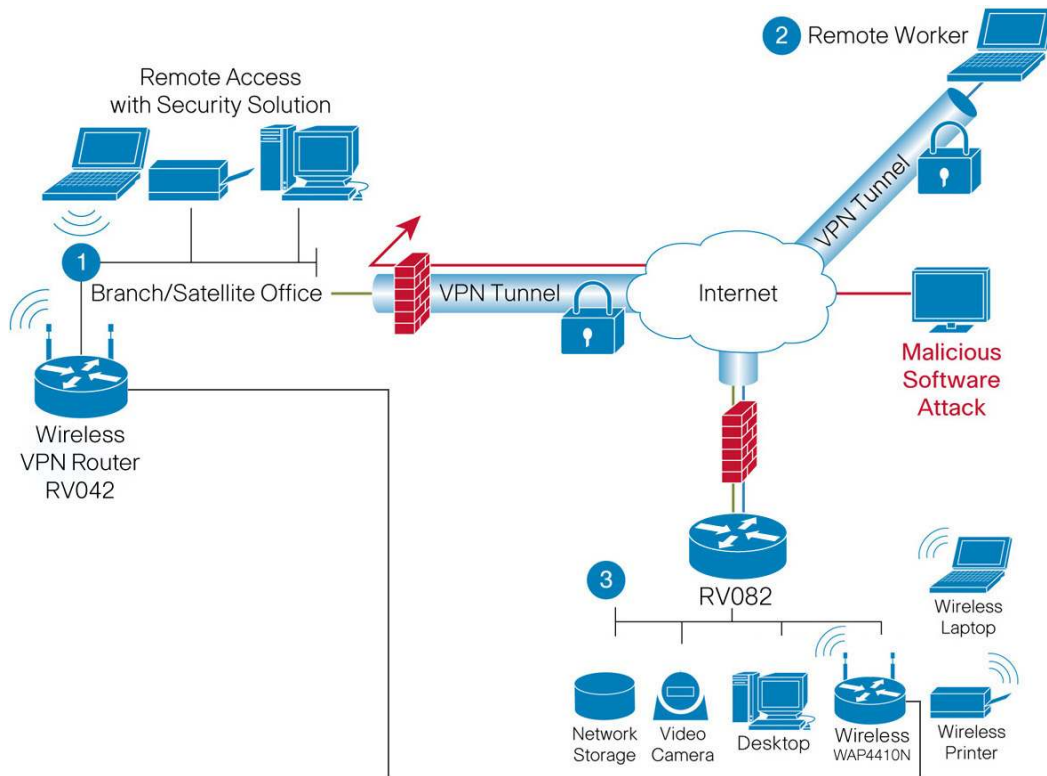 2 Remote Worker
Remote Access
with Security Solution
VPN Tunnel
1
Branch/Satellite Office
VPN Tunnel
Internet
Malicious
Software
Attack
Wireless
VPN Router
RV042
3
RV082
Wireless
Laptop
Network
Storage
Video
Camera
Desktop
Wireless
WAP4410N
Wireless
Printer